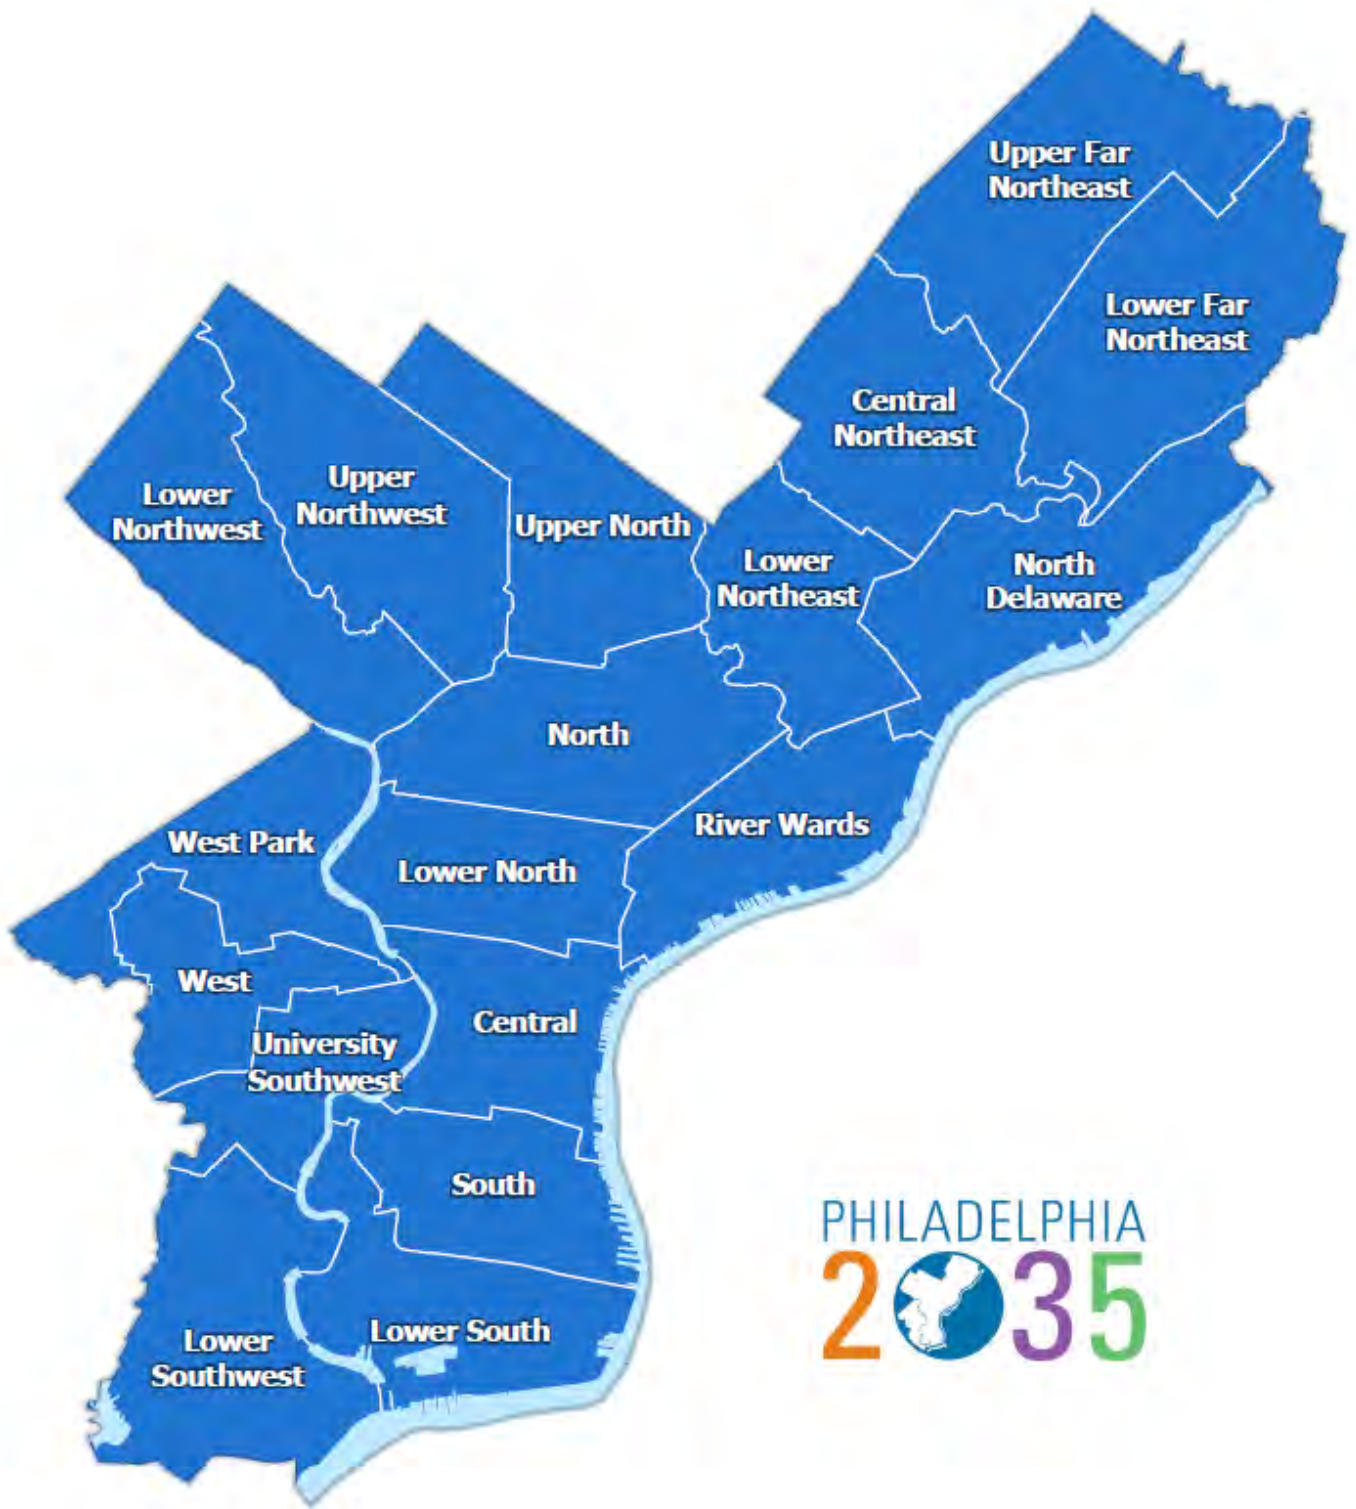 Upper Far
Northeast
Lower Far
Northeast
Central
Northeast
Lower
Northwest
Upper
Northwest
Upper North
Lower
Northeast
North
Delaware
North
River Wards
West Park
Lower North
West
Central
University
Southwest
South
Lower South
Lower
Southwest
PHILADELPHIA
2035